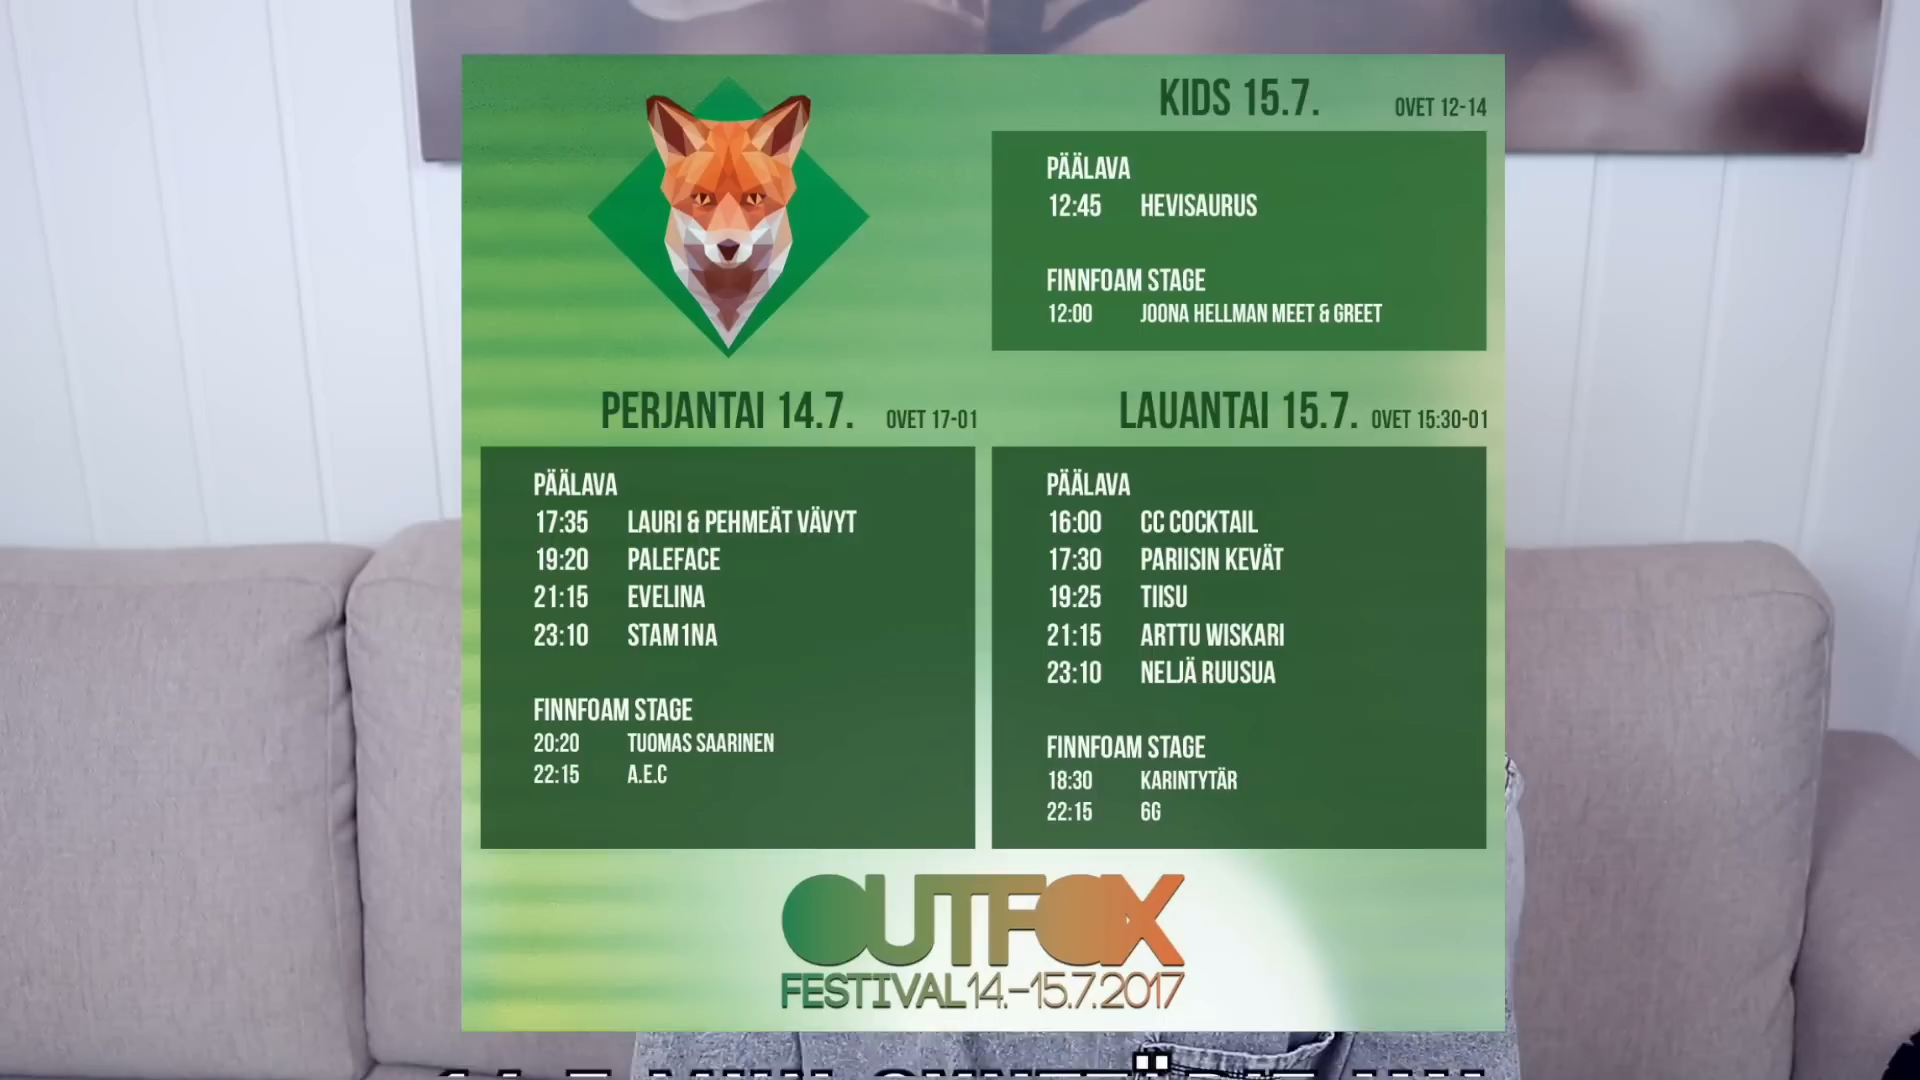 KIDS 15.7. OVET 12-14
PÄÄLAVA
12:45 HEVISAURUS
FINNFOAM STAGE
12:00 JOONA HELLMAN MEET & GREET
PERJANTAI 14.7. OVET 17-01
PÄÄLAVA
17:35 LAURI & PEHMEÄT VÄVYT
19:20 PALEFACE
21:15 EVELINA
23:10 STAM1NA
FINNFOAM STAGE
20:20 TUOMAS SAARINEN
22:15 A.E.C
LAUANTAI 15.7. OVET 15:30-01
PÄÄLAVA
16:00 CC COCKTAIL
17:30 PARIISIN KEVÄT
19:25 TIISU
21:15 ARTTU WISKARI
23:10 NELJÄ RUUSUA
FINNFOAM STAGE
18:30 KARINTYTÄR
22:15 6G
OUTFOX
FESTIVAL 14.-15.7.2017